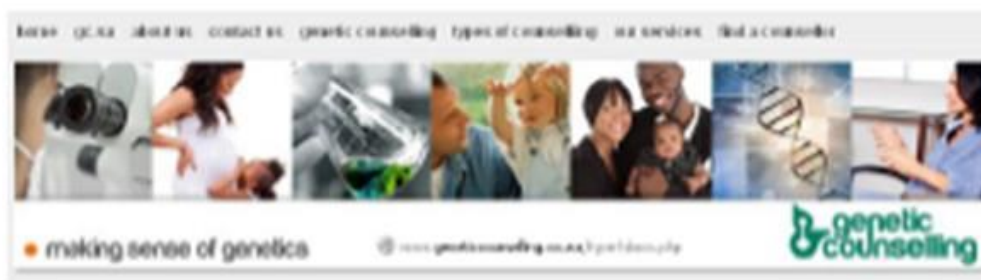 home gc.sa about us contact us genetic counselling types of counselling our services find a counsellor
making sense of genetics
genetic
counselling